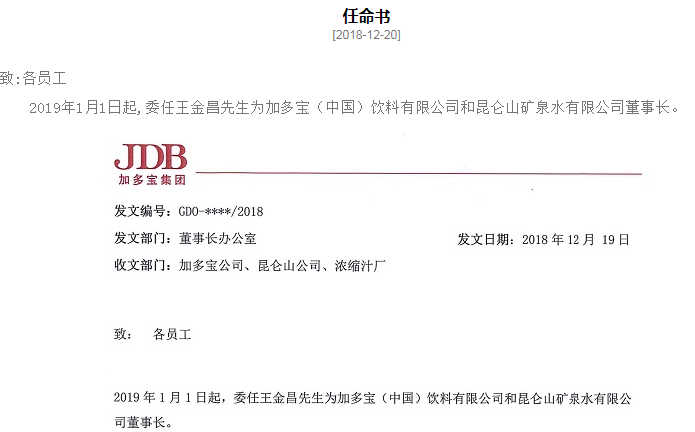 任命书
[2018-12-20]
致:各员工
2019年1月1日起,委任王金昌先生为加多宝（中国）饮料有限公司和昆仑山矿泉水有限公司董事长。
JDB
加多宝集团
发文编号：GDO-****/2018
发文部门：董事长办公室 发文日期：2018 年 12 月 19 日
收文部门：加多宝公司、昆仑山公司、浓缩汁厂
致： 各员工
2019 年 1 月 1 日起，委任王金昌先生为加多宝（中国）饮料有限公司和昆仑山矿泉水有限公
司董事长。